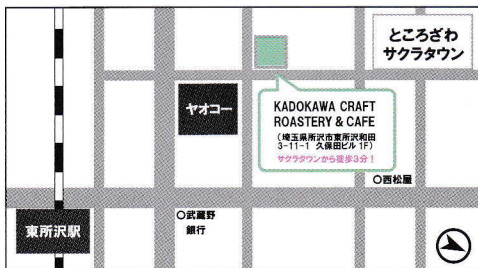 ところざわ
サクラタウン
ヤオコー
KADOKAWA CRAFT
ROASTERY & CAFE
(埼玉県所沢市東所沢和田
3-11-1 久保田ビル 1F)
サクラタウンから徒歩3分!
○西松屋
○武蔵野
銀行
東所沢駅